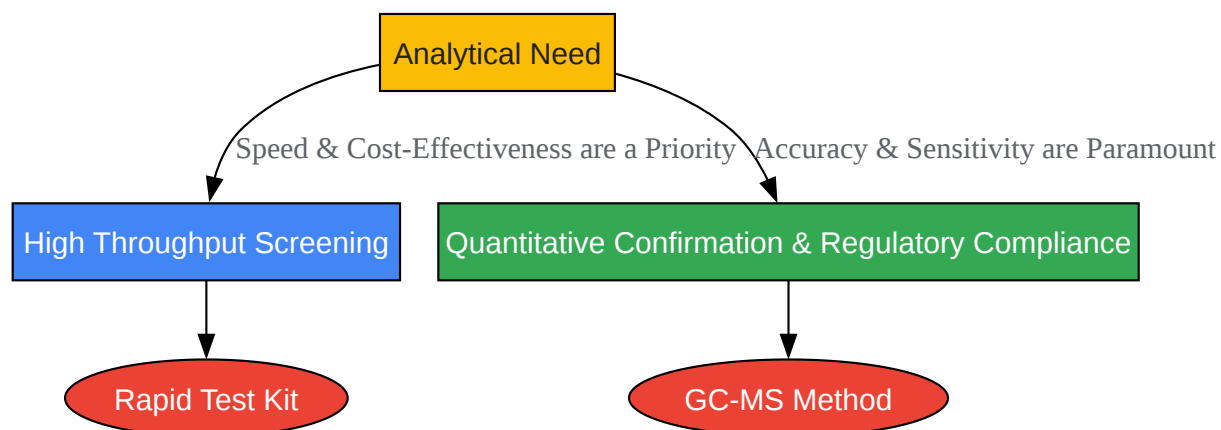 Analytical Need
Speed & Cost-Effectiveness are a Priority
Accuracy & Sensitivity are Paramount
High Throughput Screening
Quantitative Confirmation & Regulatory Compliance
Rapid Test Kit
GC-MS Method